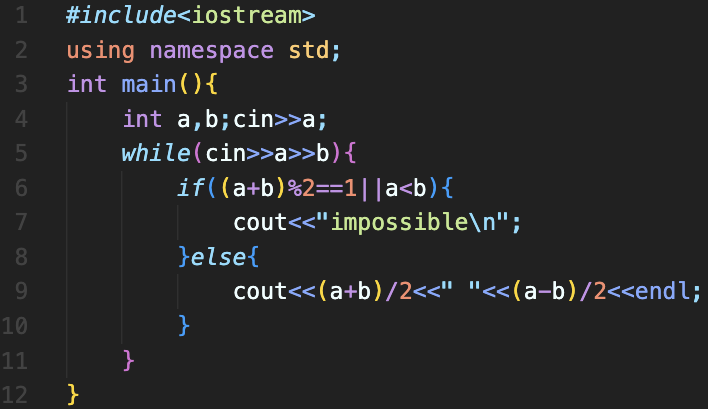 1 #include<iostream>
2 using namespace std;
3 int main(){
4     int a,b;cin>>a;
5     while(cin>>a>>b){
6         if((a+b)%2==1||a<b){
7             cout<<"impossible\n";
8         }else{
9             cout<<(a+b)/2<<" "<<(a-b)/2<<endl;
10         }
11     }
12 }